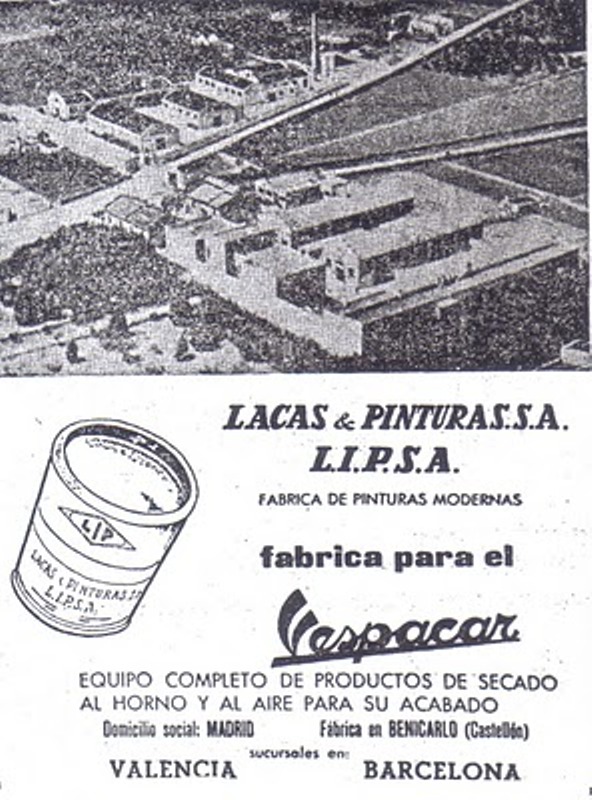 LACAS & PINTURAS.S.A.
L.I.P.S.A.
FABRICA DE PINTURAS MODERNAS
LIP
LACAS & PINTURAS.S.A.
L.I.P.S.A.
fabrica para el
Vespacar
EQUIPO COMPLETO DE PRODUCTOS DE SECADO
AL HORNO Y AL AIRE PARA SU ACABADO
Domicilio social: MADRID Fábrica en BENICARLO (Castellón)
sucursales en:
VALENCIA BARCELONA